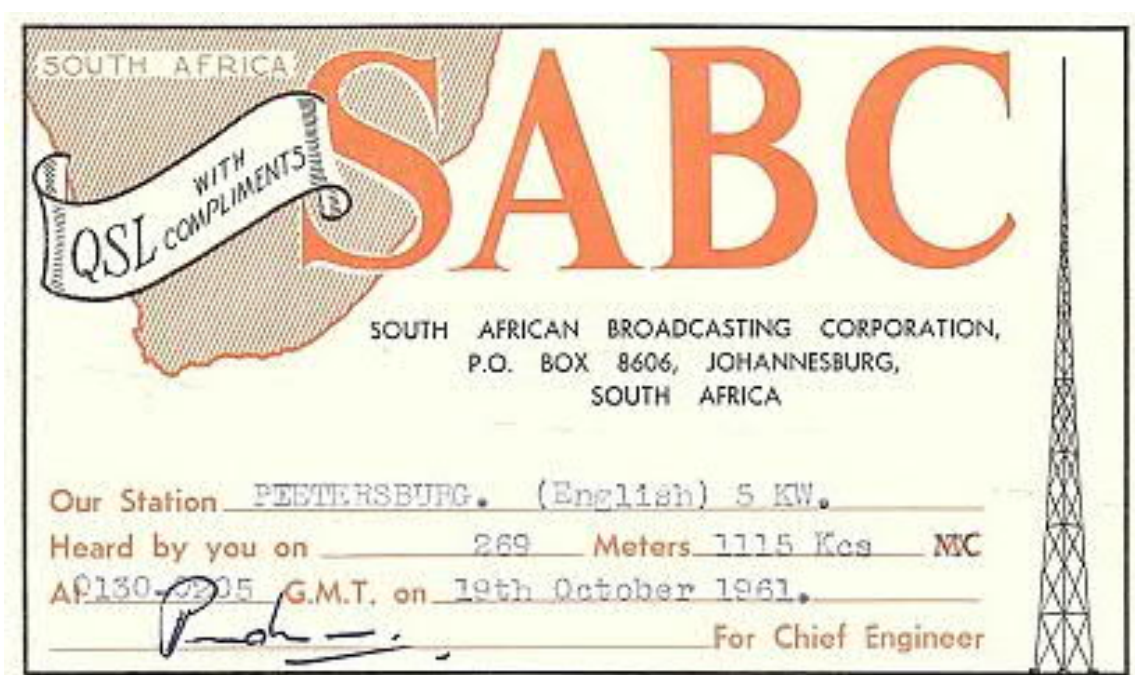 SOUTH AFRICA
SABC
WITH
QSL COMPLIMENTS
SOUTH AFRICAN BROADCASTING CORPORATION,
P.O. BOX 8606, JOHANNESBURG,
SOUTH AFRICA
Our Station PEETERSBURG. (English) 5 KW.
Heard by you on 269 Meters 1115 Kcs MC
At 0130-0205 G.M.T. on 19th October 1961.
For Chief Engineer